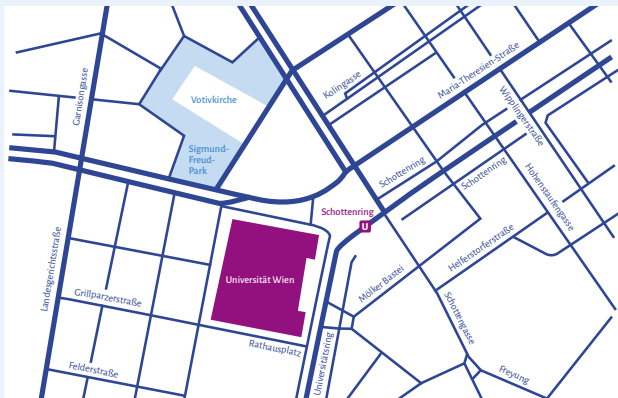 Kolingasse
Maria-Theresien-Straße
Garnisongasse
Votivkirche
Wipplingerstraße
Sigmund-
Freud-
Park
Schottenring
Schottenring
Hohenstaufengasse
Schottenring
U
Helferstorferstraße
Landesgerichtsstraße
Universität Wien
Mölker Bastei
Grillparzerstraße
Schottengasse
Rathausplatz
Universitätsring
Felderstraße
Freyung